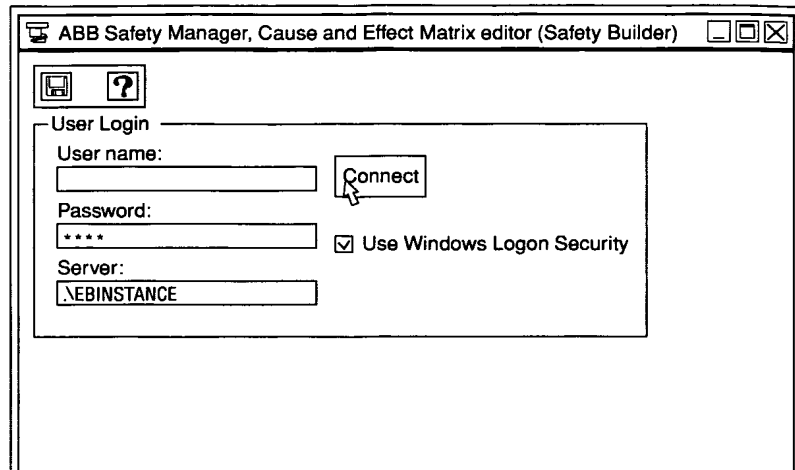 ABB Safety Manager, Cause and Effect Matrix editor (Safety Builder)
?
User Login
User name:
Connect
Password:
****
Use Windows Logon Security
Server:
.\EBINSTANCE